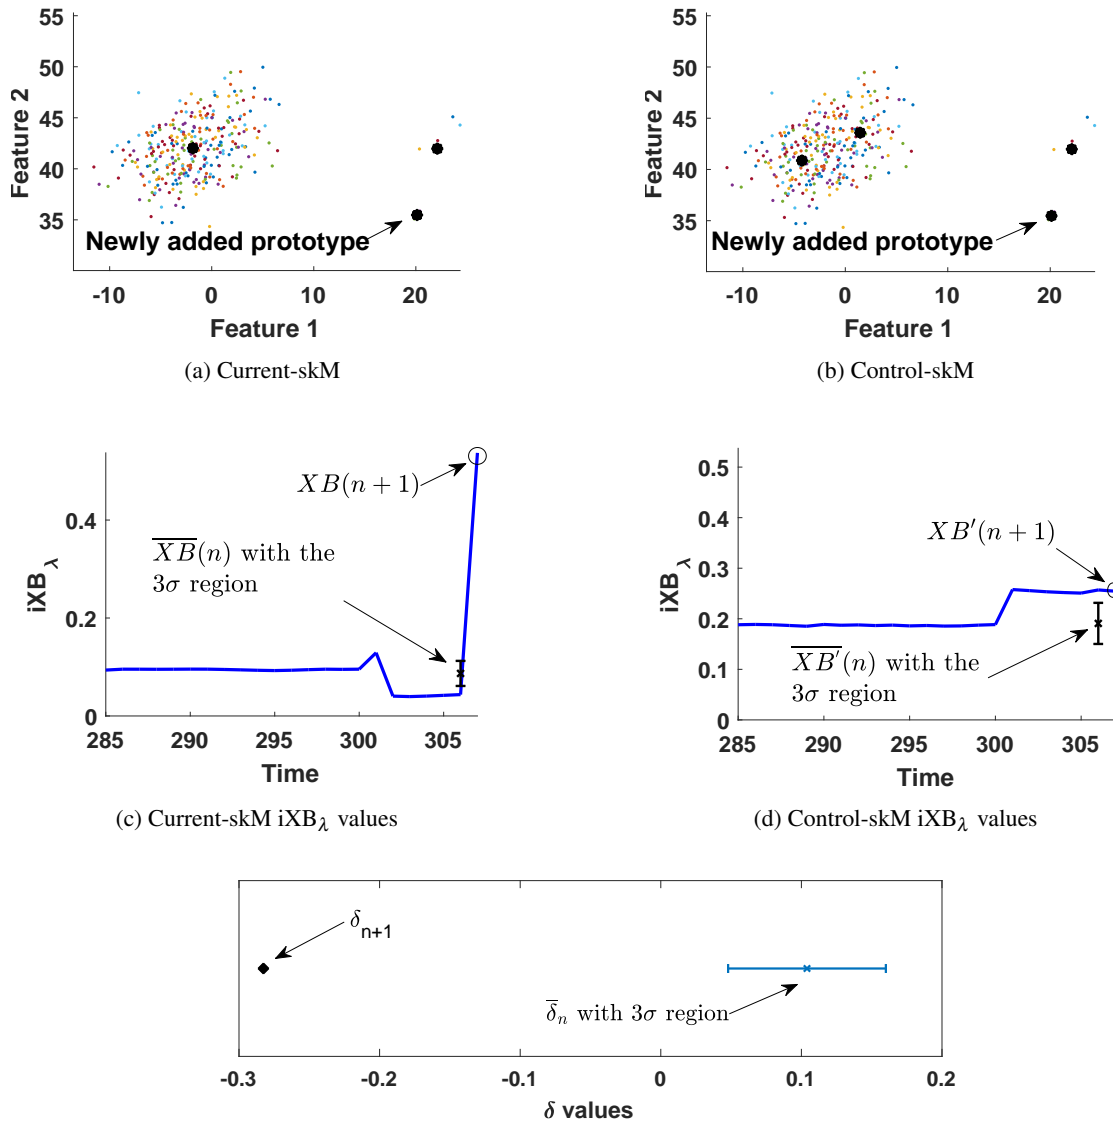 55
50
45
40
35
Feature 2
Newly added prototype
-10 0 10 20
Feature 1
(a) Current-skM
55
50
45
40
35
Feature 2
Newly added prototype
-10 0 10 20
Feature 1
(b) Control-skM
0.4
0.2
0
iXB_λ
XB(n + 1)
\overline{XB}(n) with the
3σ region
285 290 295 300 305
Time
(c) Current-skM iXB_λ values
0.5
0.4
0.3
0.2
0.1
0
iXB_λ
XB′(n + 1)
\overline{XB′}(n) with the
3σ region
285 290 295 300 305
Time
(d) Control-skM iXB_λ values
δ_{n+1}
\overline{δ}_n with 3σ region
-0.3 -0.2 -0.1 0 0.1 0.2
δ values